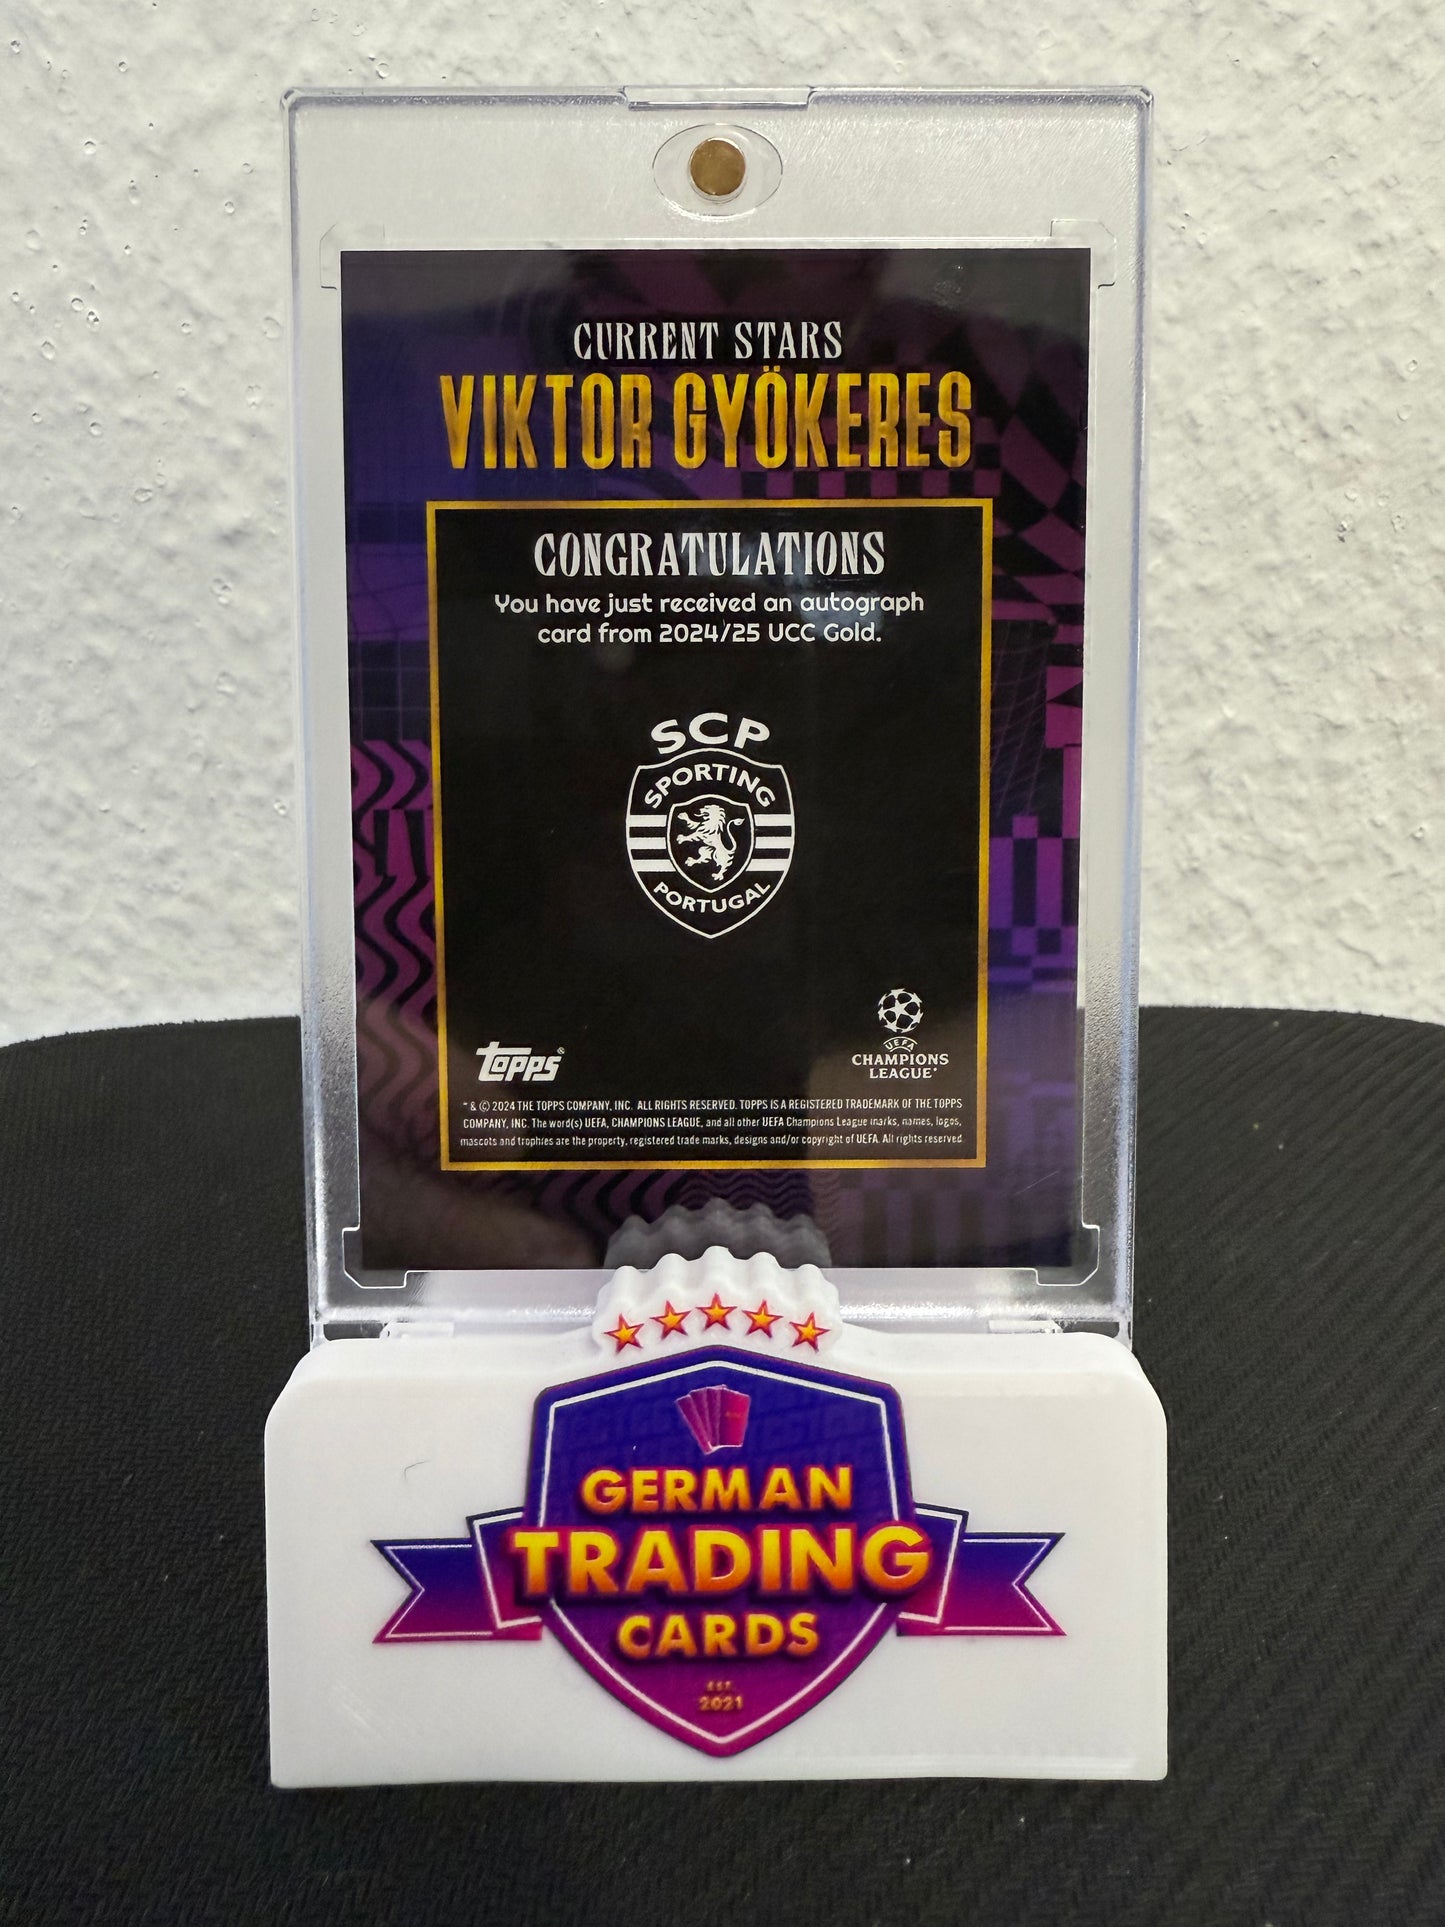 CURRENT STARS
VIKTOR GYÖKERES
CONGRATULATIONS
You have just received an autograph
card from 2024/25 UCC Gold.
SCP
SPORTING
PORTUGAL
topps®
UEFA
CHAMPIONS
LEAGUE®
™ & © 2024 THE TOPPS COMPANY, INC. ALL RIGHTS RESERVED. TOPPS IS A REGISTERED TRADEMARK OF THE TOPPS
COMPANY, INC. The word(s) UEFA, CHAMPIONS LEAGUE, and all other UEFA Champions League marks, names, logos,
mascots and trophies are the property, registered trade marks, designs and/or copyright of UEFA. All rights reserved.
GERMAN
TRADING
CARDS
EST.
2021